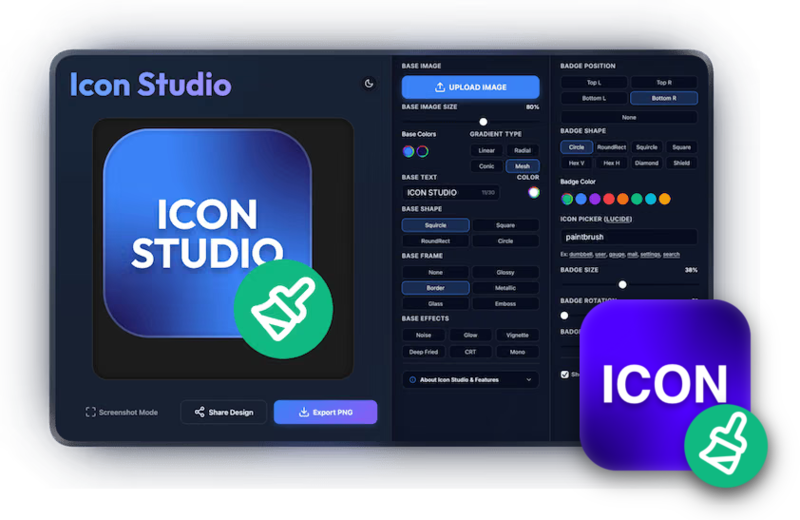 Icon Studio
ICON
STUDIO
Screenshot Mode
Share Design
Export PNG
BASE IMAGE
UPLOAD IMAGE
BASE IMAGE SIZE 80%
Base Colors GRADIENT TYPE
Linear Radial
Conic Mesh
BASE TEXT COLOR
ICON STUDIO 11/30
BASE SHAPE
Squircle Square
RoundRect Circle
BASE FRAME
None Glossy
Border Metallic
Glass Emboss
BASE EFFECTS
Noise Glow Vignette
Deep Fried CRT Mono
About Icon Studio & Features
BADGE POSITION
Top L Top R
Bottom L Bottom R
None
BADGE SHAPE
Circle RoundRect Squircle Square
Hex V Hex H Diamond Shield
Badge Color
ICON PICKER (LUCIDE)
paintbrush
Ex: dumbbell, user, gauge, mail, settings, search
BADGE SIZE 38%
BADGE ROTATION
ICON